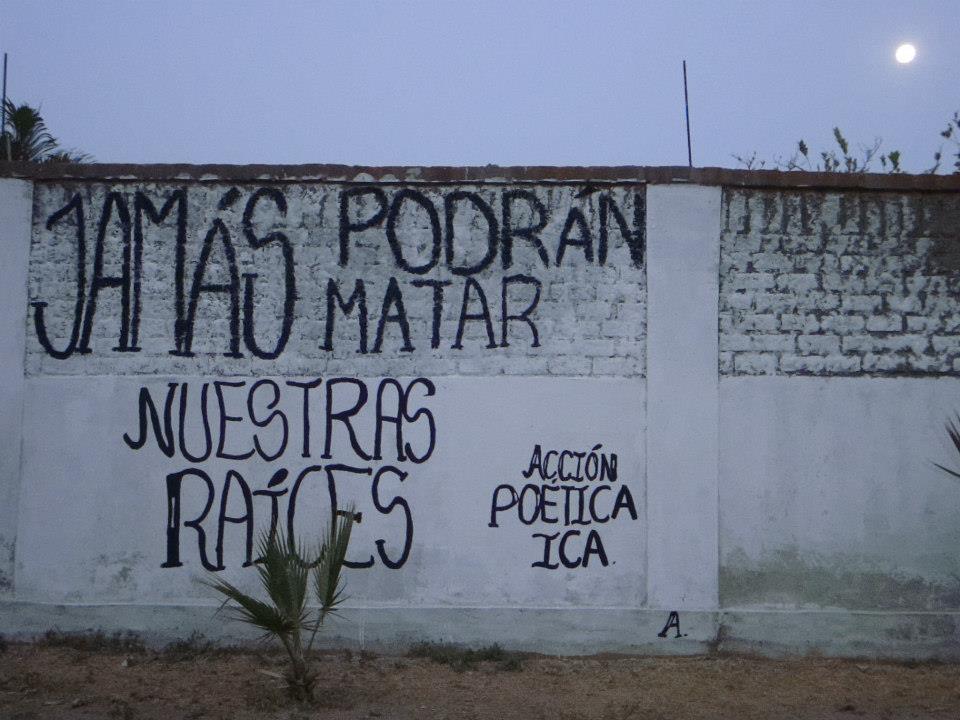 JAMÁS PODRÁN
MATAR
NUESTRAS
RAÍCES
ACCIÓN
POÉTICA
ICA.
A.